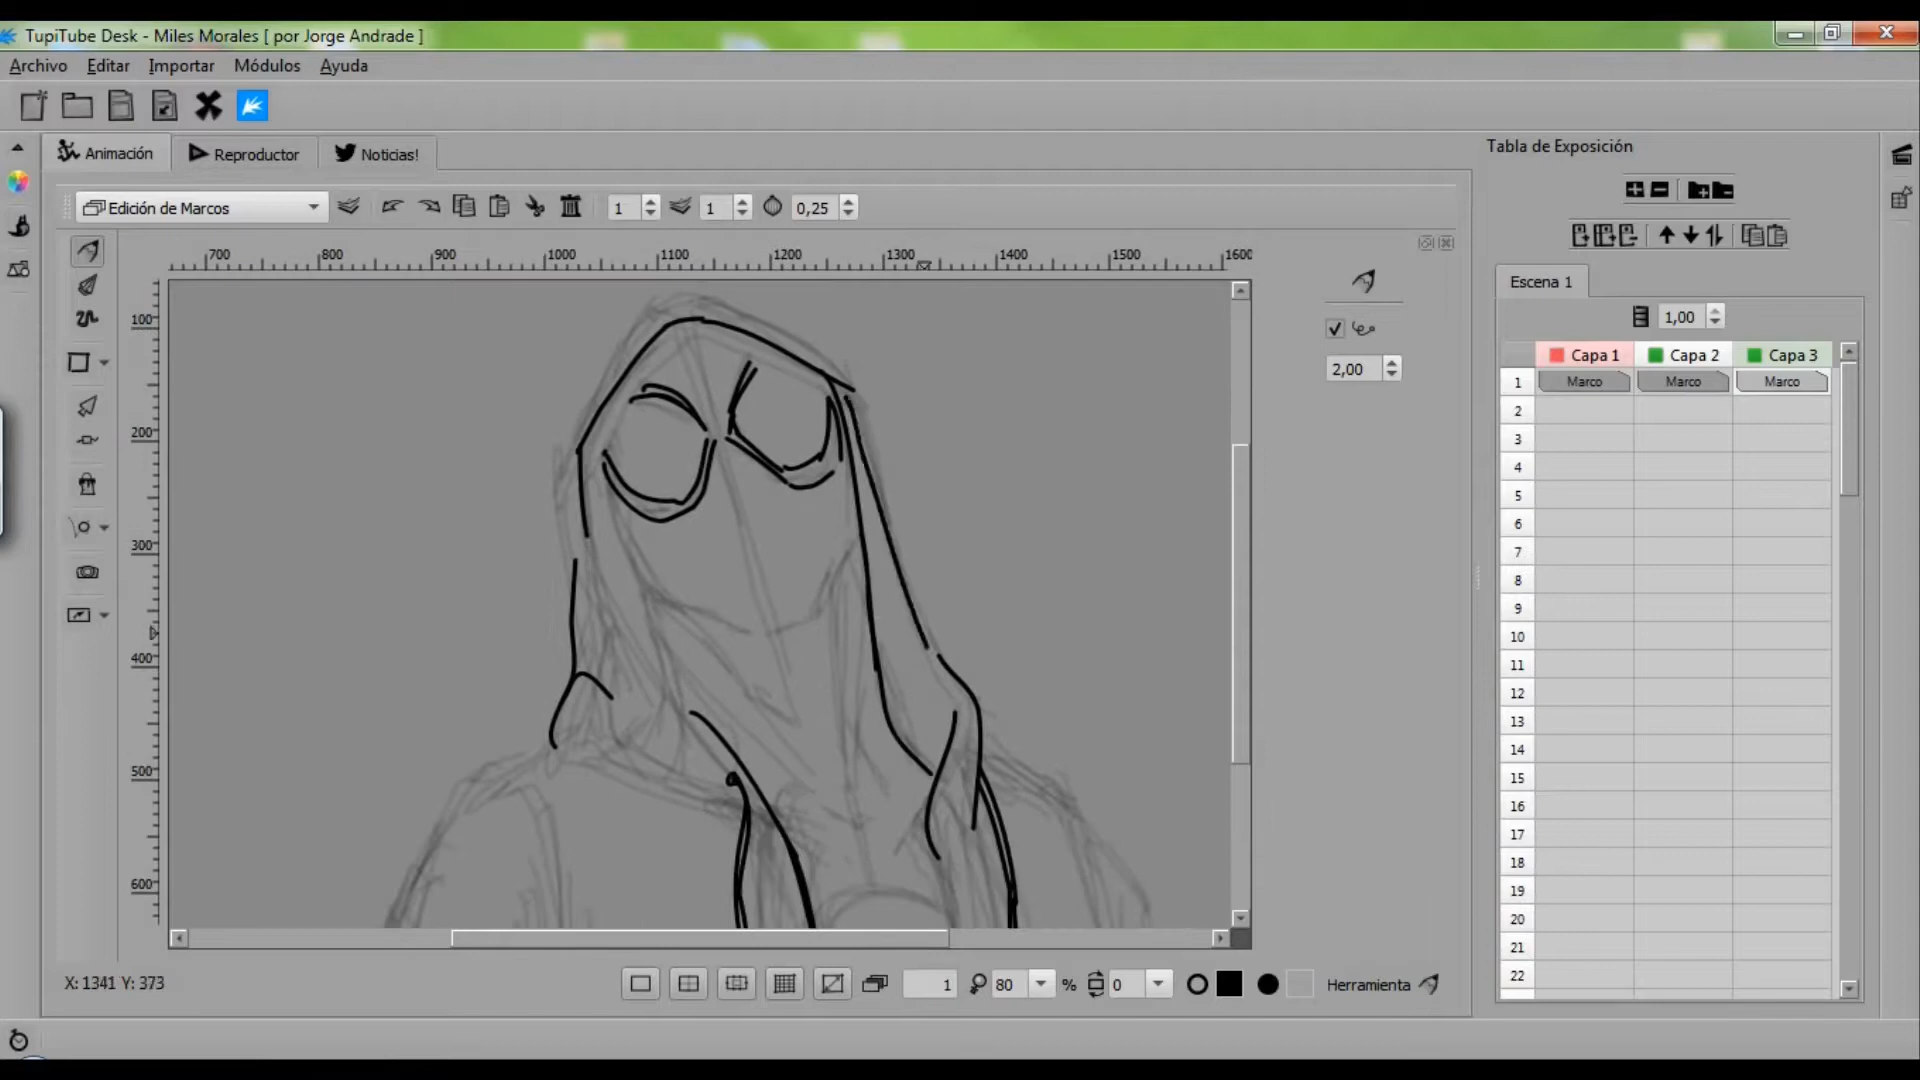 TupiTube Desk - Miles Morales [ por Jorge Andrade ]
Archivo Editar Importar Módulos Ayuda
Animación Reproductor Noticias!
Tabla de Exposición
Edición de Marcos 1 1 0,25
700 800 900 1000 1100 1200 1300 1400 1500 1600
100
200
300
400
500
600
2,00
Escena 1
1,00
Capa 1 Capa 2 Capa 3
1 Marco Marco Marco
2
3
4
5
6
7
8
9
10
11
12
13
14
15
16
17
18
19
20
21
22
X: 1341 Y: 373 1 80 % 0 Herramienta